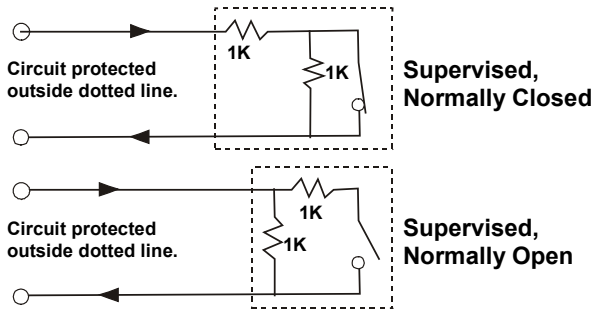 1K
1K
Circuit protected
outside dotted line.
Supervised,
Normally Closed
1K
1K
Circuit protected
outside dotted line.
Supervised,
Normally Open